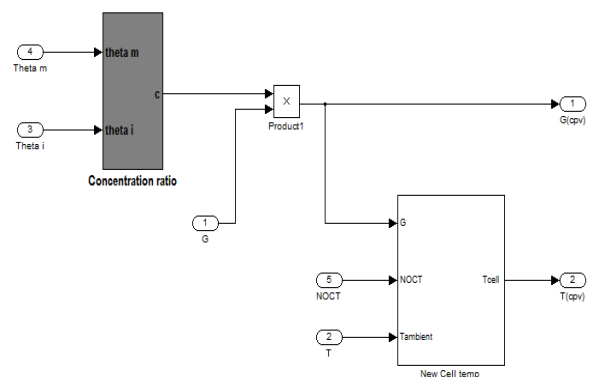 4
Theta m
theta m
c
3
Theta i
theta i
Concentration ratio
X
Product1
1
G(cpv)
1
G
G
5
NOCT
NOCT
Tcell
2
T(cpv)
2
T
Tambient
New Cell temp